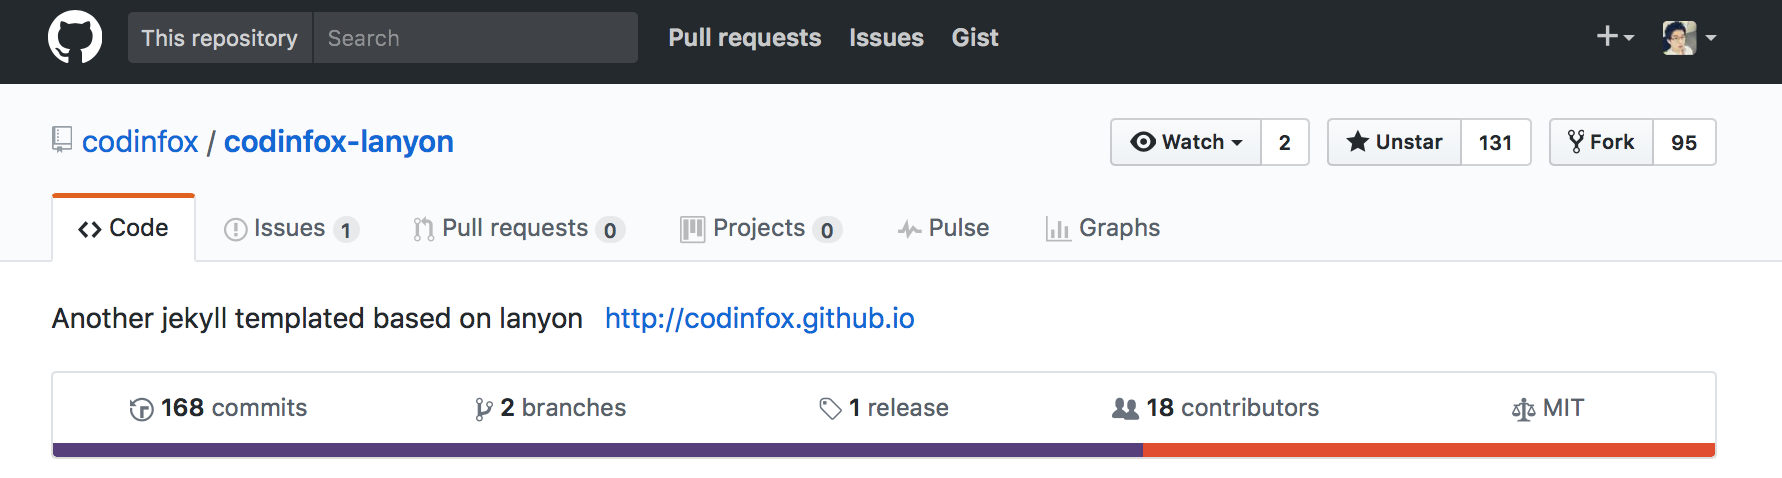 This repository Search Pull requests Issues Gist
codinfox / codinfox-lanyon Watch 2 Unstar 131 Fork 95
Code Issues 1 Pull requests 0 Projects 0 Pulse Graphs
Another jekyll templated based on lanyon http://codinfox.github.io
168 commits 2 branches 1 release 18 contributors MIT